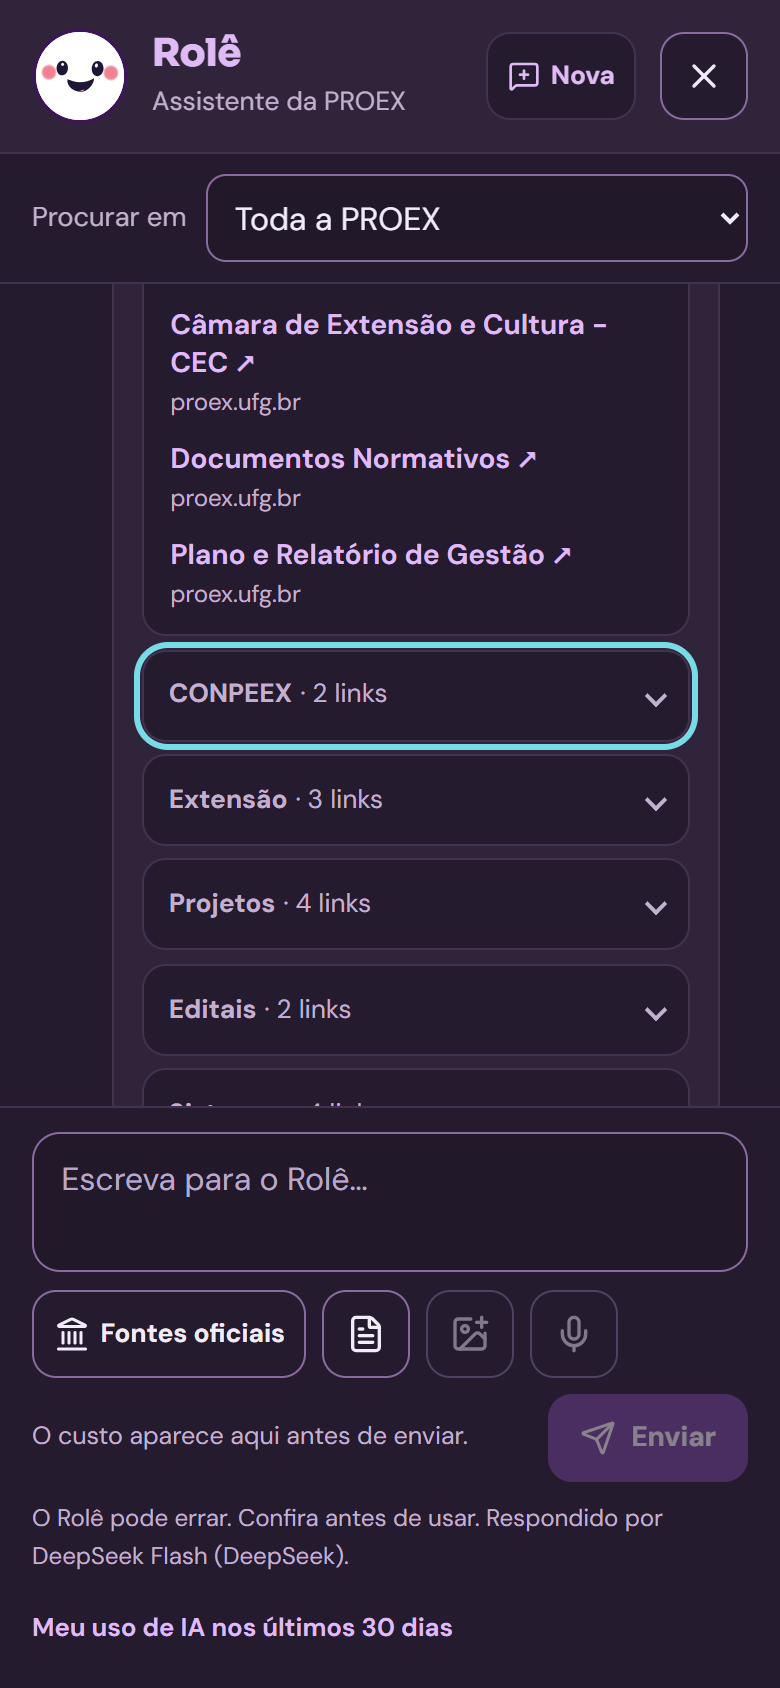 Rolê
Assistente da PROEX
Nova
Procurar em
Toda a PROEX
Câmara de Extensão e Cultura –
CEC ↗
proex.ufg.br
Documentos Normativos ↗
proex.ufg.br
Plano e Relatório de Gestão ↗
proex.ufg.br
CONPEEX · 2 links
Extensão · 3 links
Projetos · 4 links
Editais · 2 links
Escreva para o Rolê...
Fontes oficiais
O custo aparece aqui antes de enviar.
Enviar
O Rolê pode errar. Confira antes de usar. Respondido por
DeepSeek Flash (DeepSeek).
Meu uso de IA nos últimos 30 dias